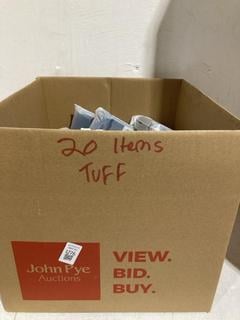 20 Items
TUFF
John Pye
Auctions
VIEW.
BID.
BUY.